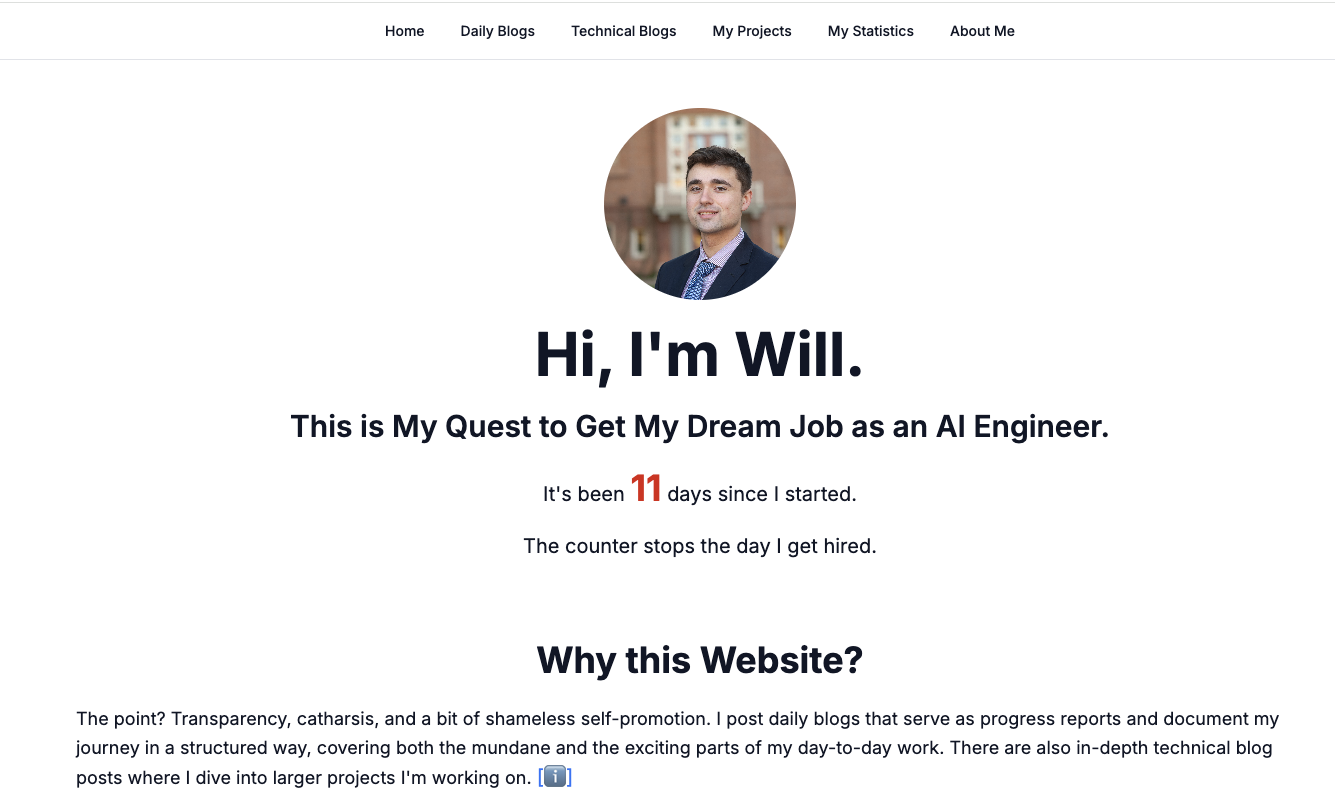 Home Daily Blogs Technical Blogs My Projects My Statistics About Me
Hi, I'm Will.
This is My Quest to Get My Dream Job as an AI Engineer.
It's been 11 days since I started.
The counter stops the day I get hired.
Why this Website?
The point? Transparency, catharsis, and a bit of shameless self-promotion. I post daily blogs that serve as progress reports and document my
journey in a structured way, covering both the mundane and the exciting parts of my day-to-day work. There are also in-depth technical blog
posts where I dive into larger projects I'm working on. [ℹ️]